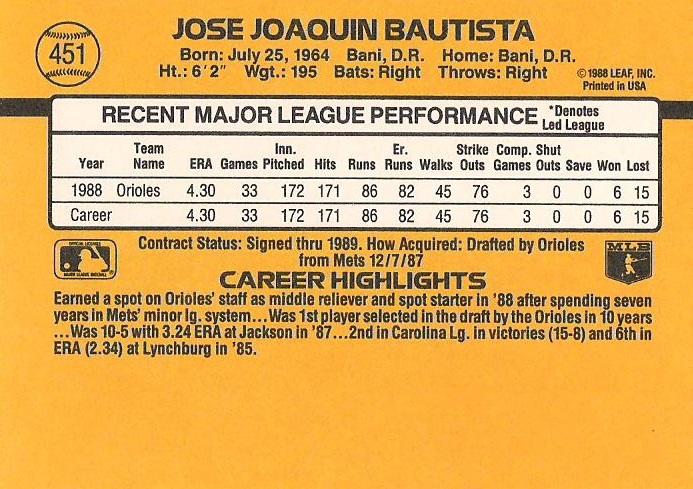 451
JOSE JOAQUIN BAUTISTA
Born: July 25, 1964 Bani, D.R. Home: Bani, D.R.
Ht.: 6'2" Wgt.: 195 Bats: Right Throws: Right
© 1988 LEAF, INC.
Printed in USA
RECENT MAJOR LEAGUE PERFORMANCE *Denotes
Led League
Year Team Name ERA Games Inn. Pitched Hits Runs Er. Runs Walks Strike Outs Comp. Games Shut Outs Save Won Lost
1988 Orioles 4.30 33 172 171 86 82 45 76 3 0 0 6 15
Career 4.30 33 172 171 86 82 45 76 3 0 0 6 15
Contract Status: Signed thru 1989. How Acquired: Drafted by Orioles
from Mets 12/7/87
MLB
CAREER HIGHLIGHTS
Earned a spot on Orioles' staff as middle reliever and spot starter in '88 after spending seven
years in Mets' minor lg. system...Was 1st player selected in the draft by the Orioles in 10 years
...Was 10-5 with 3.24 ERA at Jackson in '87...2nd in Carolina Lg. in victories (15-8) and 6th in
ERA (2.34) at Lynchburg in '85.